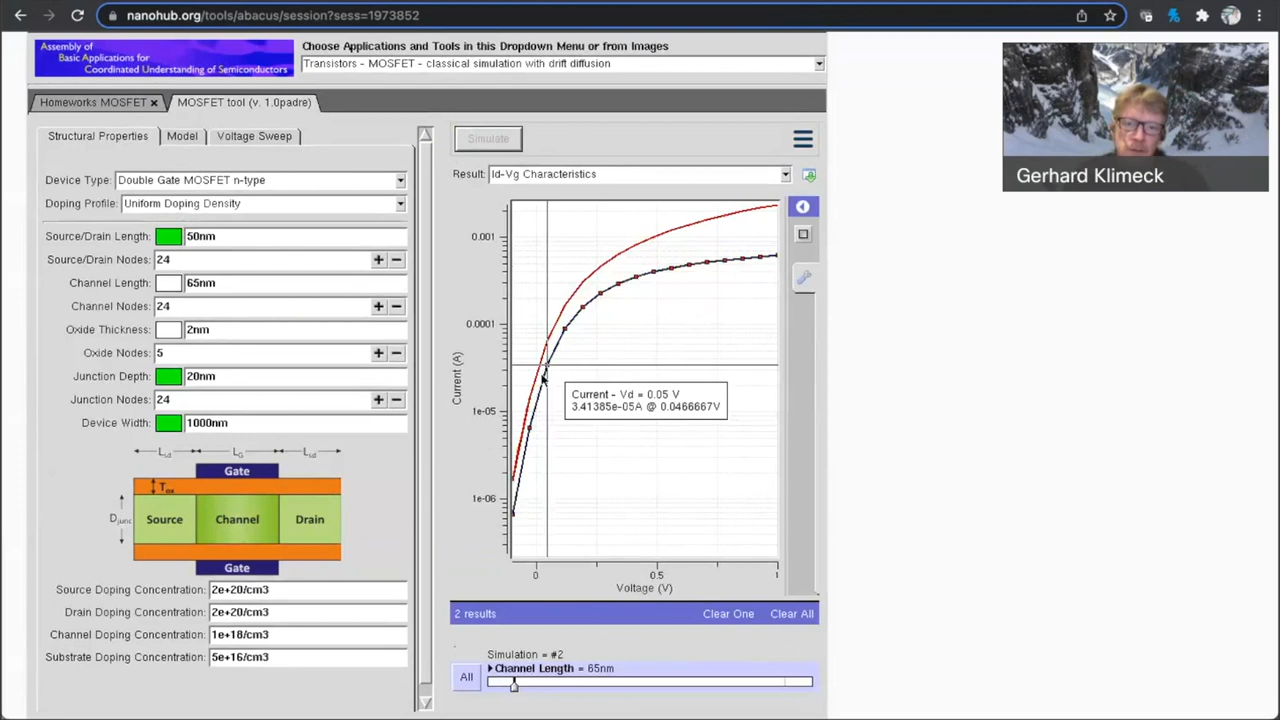 nanohub.org/tools/abacus/session?sess=1973852
Assembly of
Basic Applications for
Coordinated Understanding of Semiconductors
Choose Applications and Tools in this Dropdown Menu or from Images
Transistors - MOSFET - classical simulation with drift diffusion
Homeworks MOSFET × MOSFET tool (v. 1.0padre)
Structural Properties Model Voltage Sweep
Device Type: Double Gate MOSFET n-type
Doping Profile: Uniform Doping Density
Source/Drain Length: 50nm
Source/Drain Nodes: 24
Channel Length: 65nm
Channel Nodes: 24
Oxide Thickness: 2nm
Oxide Nodes: 5
Junction Depth: 20nm
Junction Nodes: 24
Device Width: 1000nm
Lsd LG Lsd
Gate
Tox
Djunc Source Channel Drain
Gate
Source Doping Concentration: 2e+20/cm3
Drain Doping Concentration: 2e+20/cm3
Channel Doping Concentration: 1e+18/cm3
Substrate Doping Concentration: 5e+16/cm3
Simulate
Result: Id-Vg Characteristics
0.001
0.0001
1e-05
1e-06
Current (A)
Current - Vd = 0.05 V
3.41385e-05A @ 0.0466667V
0 0.5 1
Voltage (V)
2 results Clear One Clear All
Simulation = #2
All Channel Length = 65nm
Gerhard Klimeck